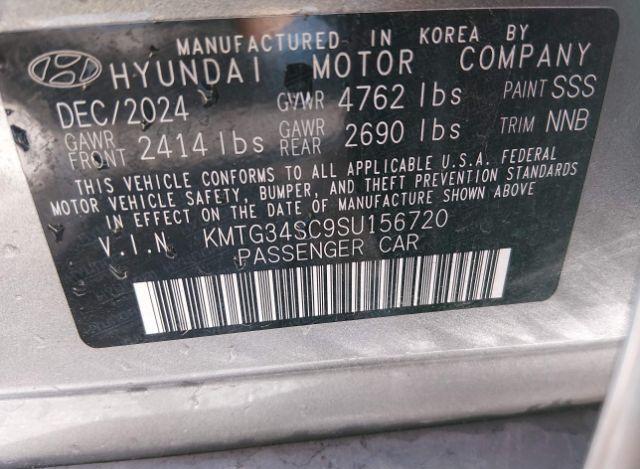 MANUFACTURED IN KOREA BY
HYUNDAI MOTOR COMPANY
DEC/2024 GVWR 4762 lbs PAINT SSS
GAWR FRONT 2414 lbs GAWR REAR 2690 lbs TRIM NNB
THIS VEHICLE CONFORMS TO ALL APPLICABLE U.S.A. FEDERAL
MOTOR VEHICLE SAFETY, BUMPER, AND THEFT PREVENTION STANDARDS
IN EFFECT ON THE DATE OF MANUFACTURE SHOWN ABOVE
V.I.N KMTG34SC9SU156720
PASSENGER CAR